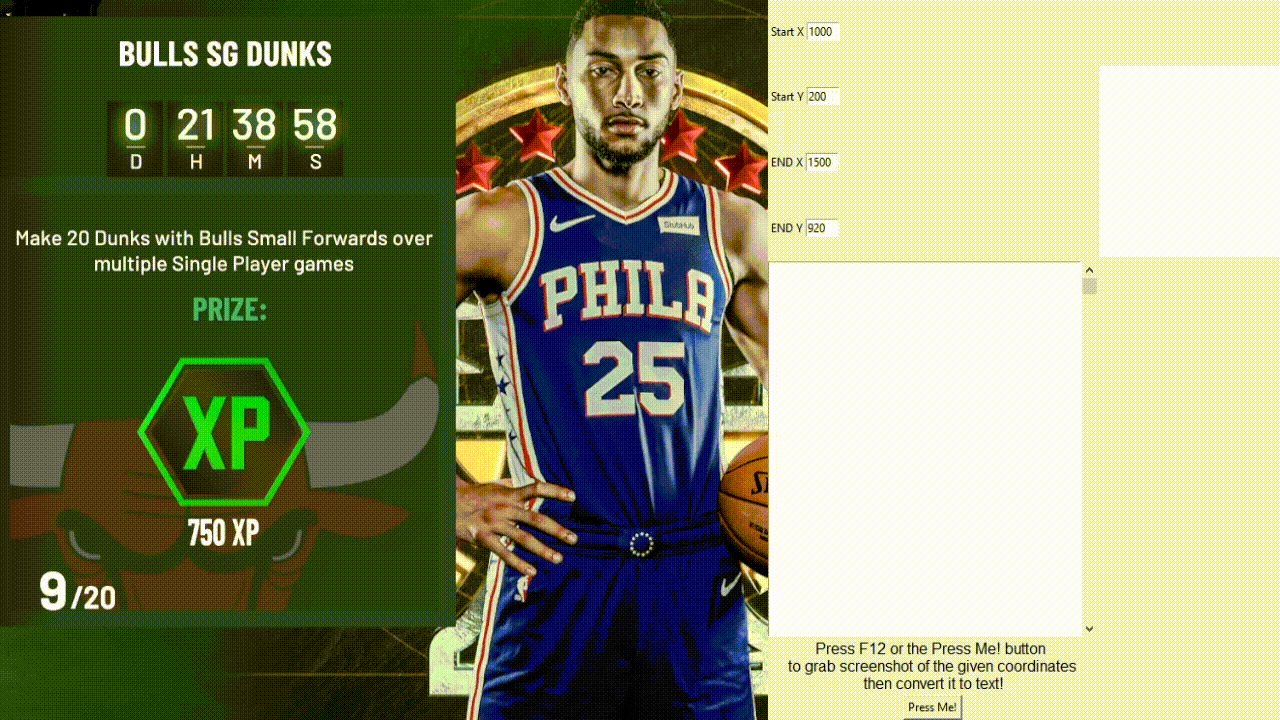 BULLS SG DUNKS
0 21 38 58
D H M S
Make 20 Dunks with Bulls Small Forwards over
multiple Single Player games
PRIZE:
XP
750 XP
9/20
StubHub
PHILA
25
Start X 1000
Start Y 200
END X 1500
END Y 920
Press F12 or the Press Me! button
to grab screenshot of the given coordinates
then convert it to text!
Press Me!